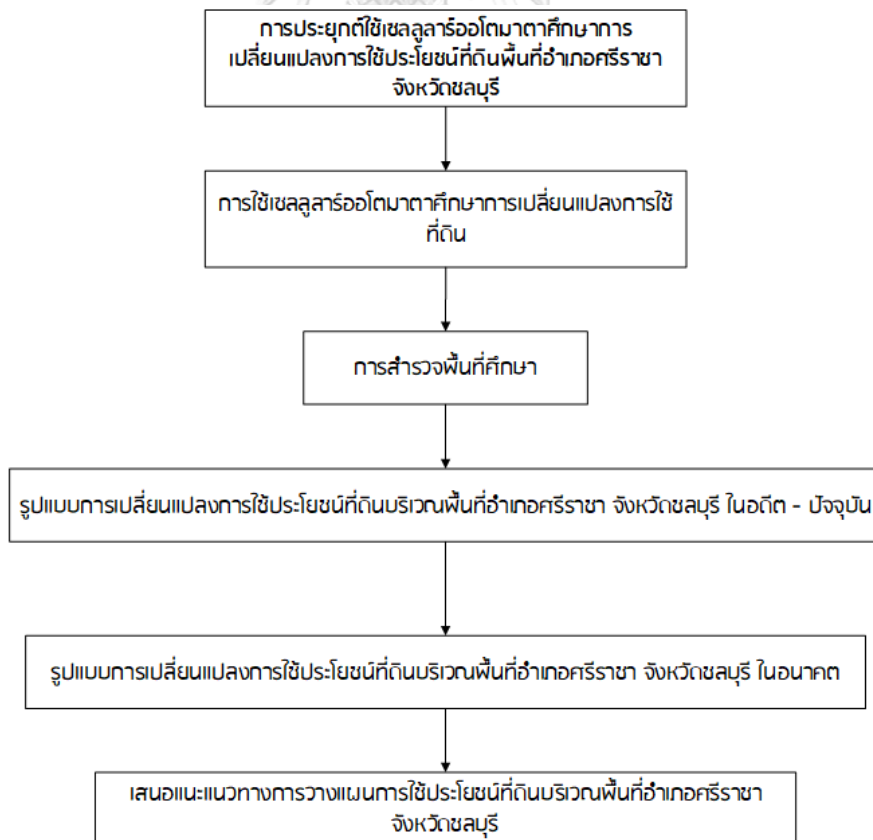 การประยุกต์ใช้เซลลูลาร์ออโตมาตาศึกษาการ
เปลี่ยนแปลงการใช้ประโยชน์ที่ดินพื้นที่อำเภอศรีราชา
จังหวัดชลบุรี
การใช้เซลลูลาร์ออโตมาตาศึกษาการเปลี่ยนแปลงการใช้
ที่ดิน
การสำรวจพื้นที่ศึกษา
รูปแบบการเปลี่ยนแปลงการใช้ประโยชน์ที่ดินบริเวณพื้นที่อำเภอศรีราชา จังหวัดชลบุรี ในอดีต - ปัจจุบัน
รูปแบบการเปลี่ยนแปลงการใช้ประโยชน์ที่ดินบริเวณพื้นที่อำเภอศรีราชา จังหวัดชลบุรี ในอนาคต
เสนอแนะแนวทางการวางแผนการใช้ประโยชน์ที่ดินบริเวณพื้นที่อำเภอศรีราชา
จังหวัดชลบุรี